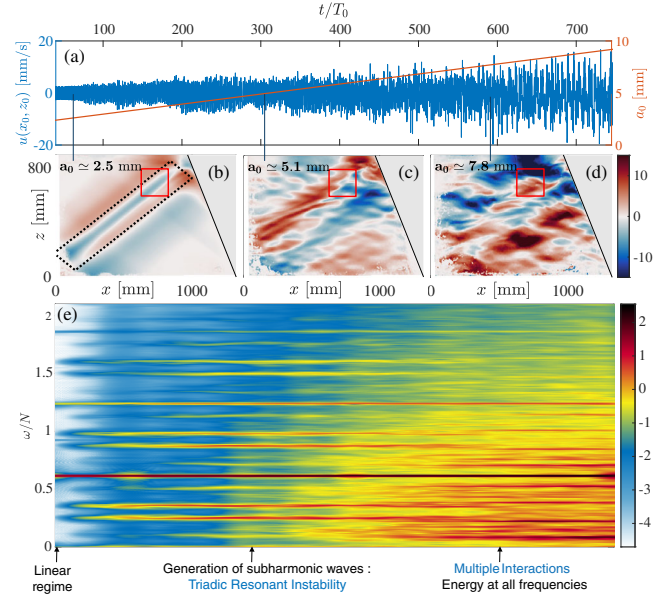 t/T₀
100 200 300 400 500 600 700
(a)
20
0
-20
u(x₀, z₀) [mm/s]
10
5
0
a₀ [mm]
a₀ ≃ 2.5 mm (b)
a₀ ≃ 5.1 mm (c)
a₀ ≃ 7.8 mm (d)
800
0
z [mm]
10
0
-10
0 x [mm] 1000
0 x [mm] 1000
0 x [mm] 1000
(e)
2
1.5
1
0.5
0
ω/N
2
1
0
-1
-2
-3
-4
Linear
regime
Generation of subharmonic waves :
Triadic Resonant Instability
Multiple Interactions
Energy at all frequencies